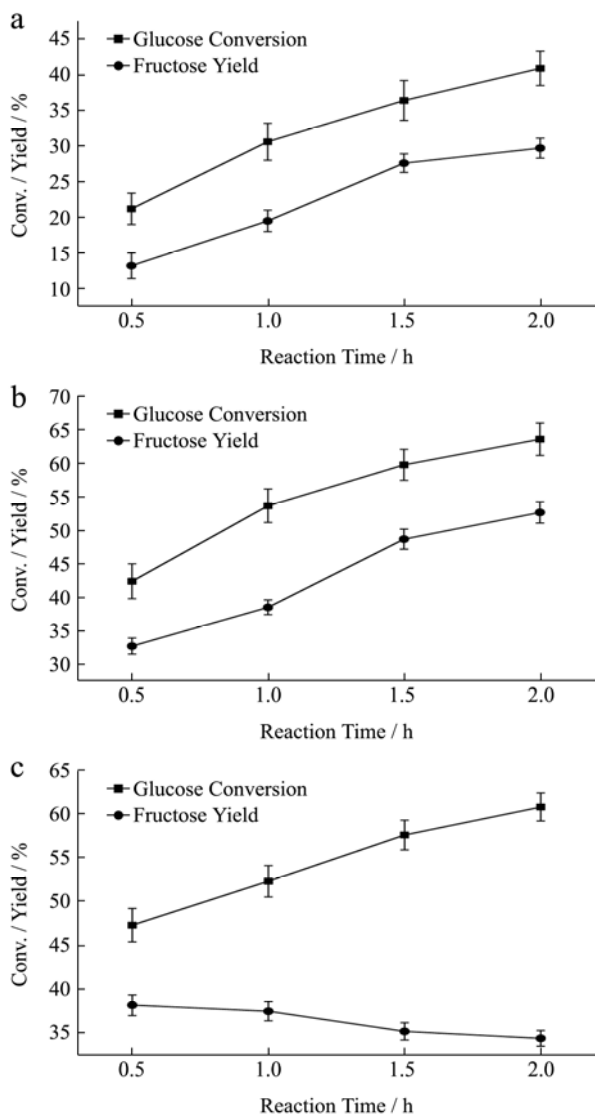 a
45
40
35
30
25
20
15
10
Conv. / Yield / %
Glucose Conversion
Fructose Yield
0.5 1.0 1.5 2.0
Reaction Time / h
b
70
65
60
55
50
45
40
35
30
Conv. / Yield / %
Glucose Conversion
Fructose Yield
0.5 1.0 1.5 2.0
Reaction Time / h
c
65
60
55
50
45
40
35
Conv. / Yield / %
Glucose Conversion
Fructose Yield
0.5 1.0 1.5 2.0
Reaction Time / h